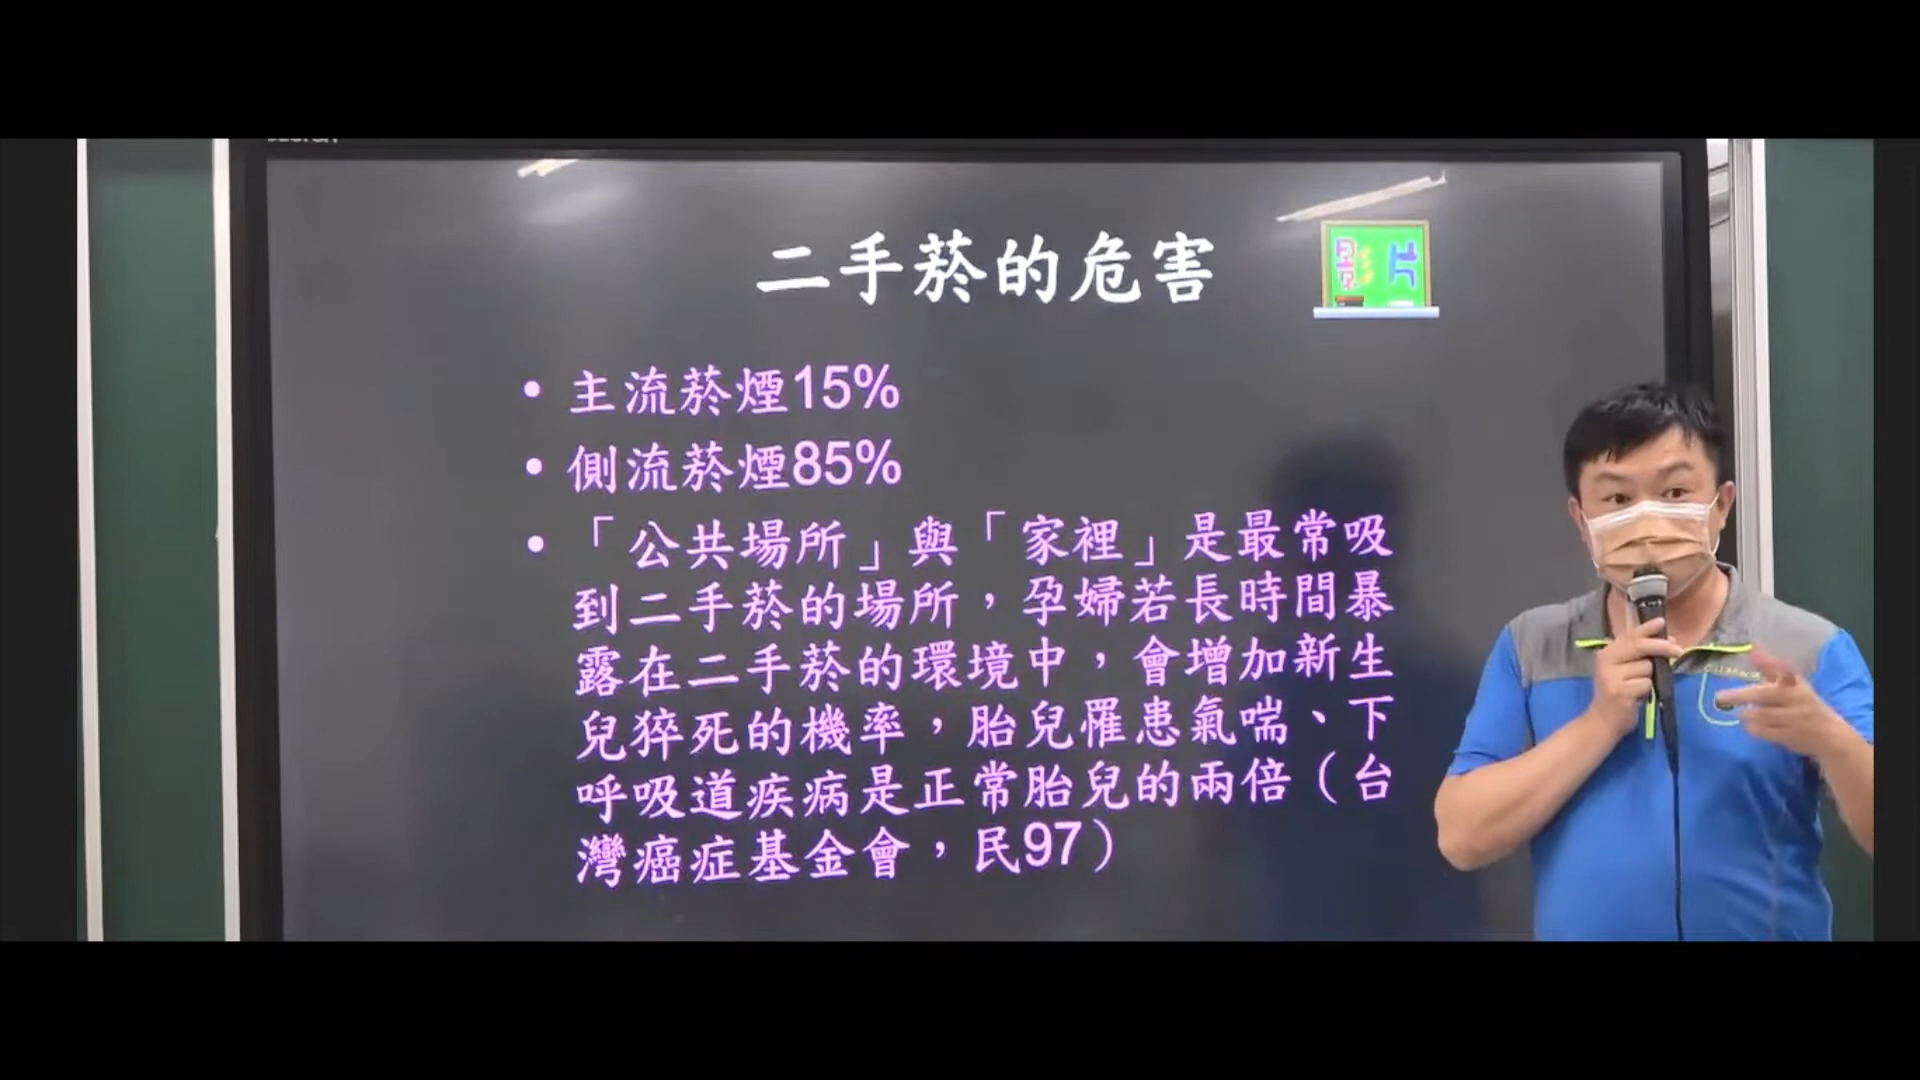 二手菸的危害
影片
• 主流菸煙15%
• 側流菸煙85%
• 「公共場所」與「家裡」是最常吸
到二手菸的場所，孕婦若長時間暴
露在二手菸的環境中，會增加新生
兒猝死的機率，胎兒罹患氣喘、下
呼吸道疾病是正常胎兒的兩倍（台
灣癌症基金會，民97）